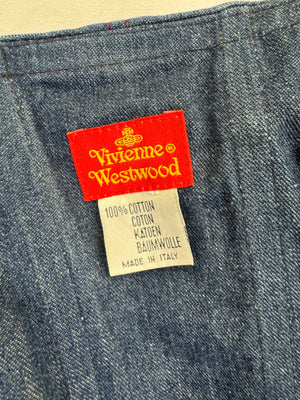 Vivienne®
Westwood
100% COTTON
COTON
KATOEN
BAUMWOLLE
MADE IN ITALY